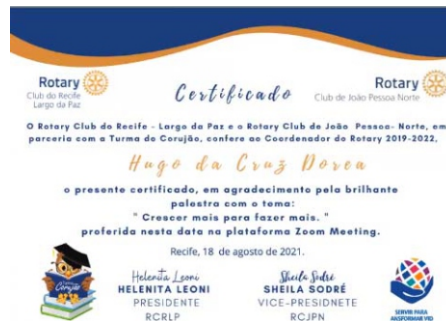 Rotary
Club do Recife
Largo da Paz
Certificado
Rotary
Club de João Pessoa Norte
O Rotary Club do Recife - Largo da Paz e o Rotary Club de João Pessoa- Norte, em
parceria com a Turma de Corujão, confere ao Coordenador do Rotary 2019-2022,
Hugo da Cruz Dorea
o presente certificado, em agradecimento pela brilhante
palestra com o tema:
" Crescer mais para fazer mais. "
proferida nesta data na plataforma Zoom Meeting.
Recife, 18 de agosto de 2021.
Corujão
Helenita Leoni
HELENITA LEONI
PRESIDENTE
RCRLP
Sheila Sodré
SHEILA SODRÉ
VICE-PRESIDNETE
RCJPN
SERVIR PARA